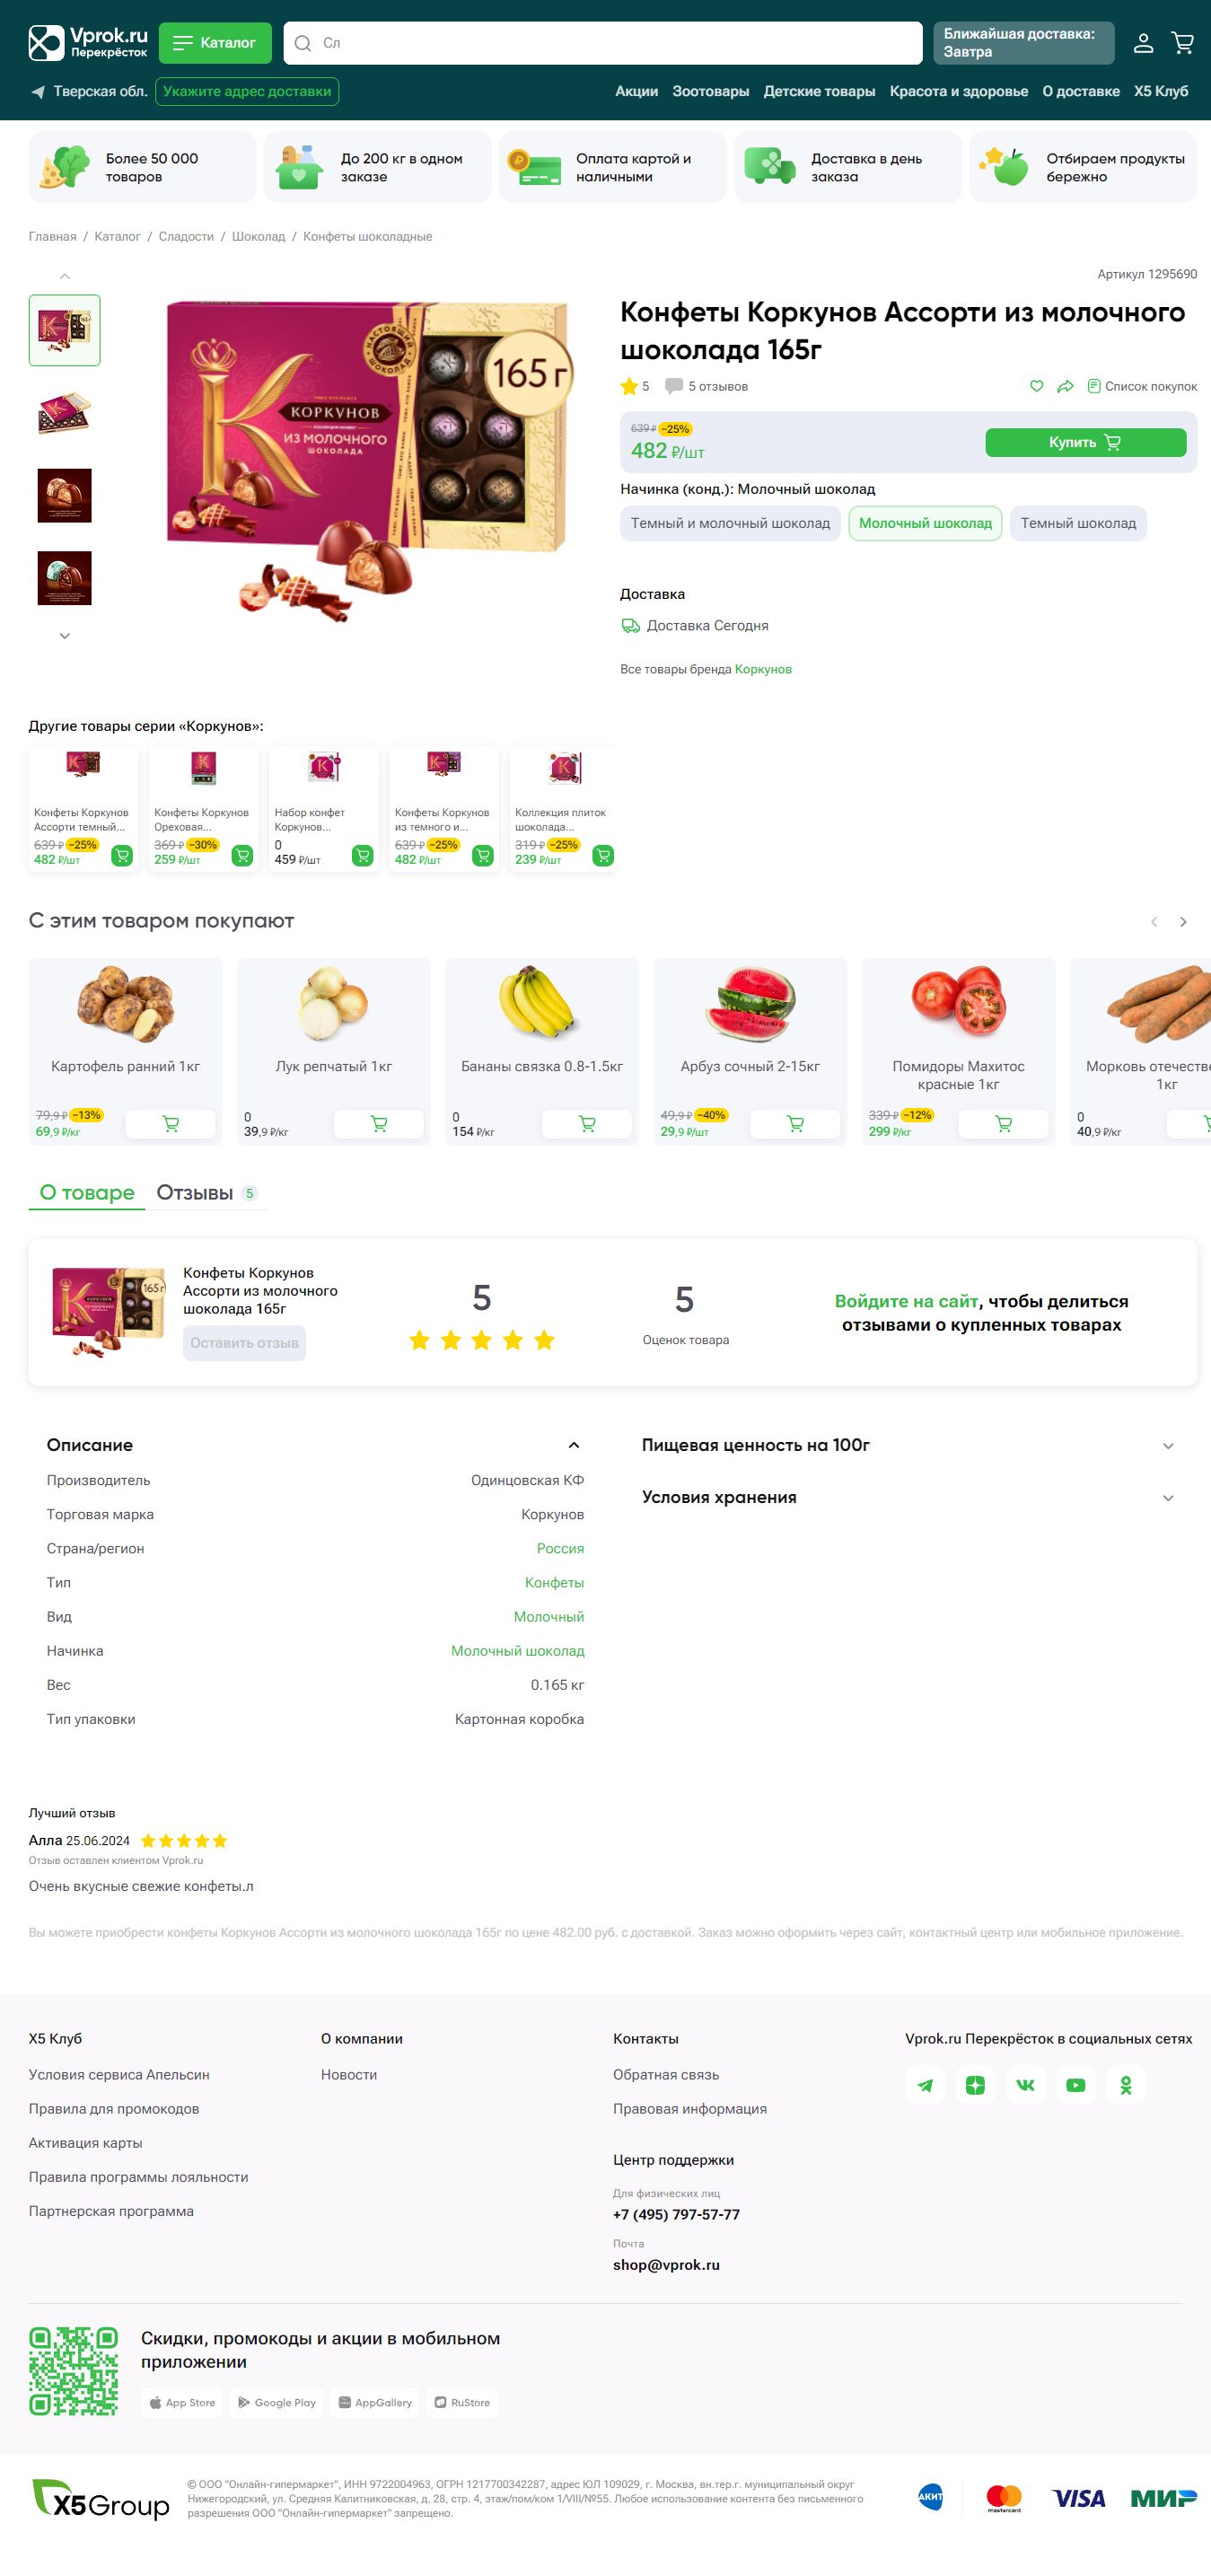 Vprok.ru
Перекрёсток
Каталог
Сл
Ближайшая доставка:
Завтра
Тверская обл.
Укажите адрес доставки
Акции
Зоотовары
Детские товары
Красота и здоровье
О доставке
X5 Клуб
Более 50 000
товаров
До 200 кг в одном
заказе
Оплата картой и
наличными
Доставка в день
заказа
Отбираем продукты
бережно
Главная / Каталог / Сладости / Шоколад / Конфеты шоколадные
Артикул 1295690
НАСТОЯЩИЙ
ШОКОЛАД
165 г
КОРКУНОВ
ИЗ МОЛОЧНОГО
ШОКОЛАДА
Конфеты Коркунов Ассорти из молочного
шоколада 165г
5
5 отзывов
Список покупок
639 ₽ −25%
482 ₽/шт
Купить
Начинка (конд.): Молочный шоколад
Темный и молочный шоколад
Молочный шоколад
Темный шоколад
Доставка
Доставка Сегодня
Все товары бренда Коркунов
Другие товары серии «Коркунов»:
Конфеты Коркунов
Ассорти темный...
639 ₽ −25%
482 ₽/шт
Конфеты Коркунов
Ореховая...
369 ₽ −30%
259 ₽/шт
Набор конфет
Коркунов...
0
459 ₽/шт
Конфеты Коркунов
из темного и...
639 ₽ −25%
482 ₽/шт
Коллекция плиток
шоколада...
319 ₽ −25%
239 ₽/шт
С этим товаром покупают
Картофель ранний 1кг
79,9 ₽ −13%
69,9 ₽/кг
Лук репчатый 1кг
0
39,9 ₽/кг
Бананы связка 0.8-1.5кг
0
154 ₽/кг
Арбуз сочный 2-15кг
49,9 ₽ −40%
29,9 ₽/шт
Помидоры Махитос
красные 1кг
339 ₽ −12%
299 ₽/кг
Морковь отечестве
1кг
0
40,9 ₽/кг
О товаре
Отзывы 5
165 г
КОРКУНОВ
Конфеты Коркунов
Ассорти из молочного
шоколада 165г
Оставить отзыв
5
5
Оценок товара
Войдите на сайт, чтобы делиться
отзывами о купленных товарах
Описание
Производитель Одинцовская КФ
Торговая марка Коркунов
Страна/регион Россия
Тип Конфеты
Вид Молочный
Начинка Молочный шоколад
Вес 0.165 кг
Тип упаковки Картонная коробка
Пищевая ценность на 100г
Условия хранения
Лучший отзыв
Алла 25.06.2024
Отзыв оставлен клиентом Vprok.ru
Очень вкусные свежие конфеты.л
Вы можете приобрести конфеты Коркунов Ассорти из молочного шоколада 165г по цене 482.00 руб. с доставкой. Заказ можно оформить через сайт, контактный центр или мобильное приложение.
X5 Клуб
Условия сервиса Апельсин
Правила для промокодов
Активация карты
Правила программы лояльности
Партнерская программа
О компании
Новости
Контакты
Обратная связь
Правовая информация
Центр поддержки
Для физических лиц
+7 (495) 797-57-77
Почта
shop@vprok.ru
Vprok.ru Перекрёсток в социальных сетях
Скидки, промокоды и акции в мобильном
приложении
App Store
Google Play
AppGallery
RuStore
X5Group
© ООО "Онлайн-гипермаркет", ИНН 9722004963, ОГРН 1217700342287, адрес ЮЛ 109029, г. Москва, вн.тер.г. муниципальный округ
Нижегородский, ул. Средняя Калитниковская, д. 28, стр. 4, этаж/пом/ком 1/VIII/№55. Любое использование контента без письменного
разрешения ООО "Онлайн-гипермаркет" запрещено.
АКИТ
mastercard
VISA
МИР